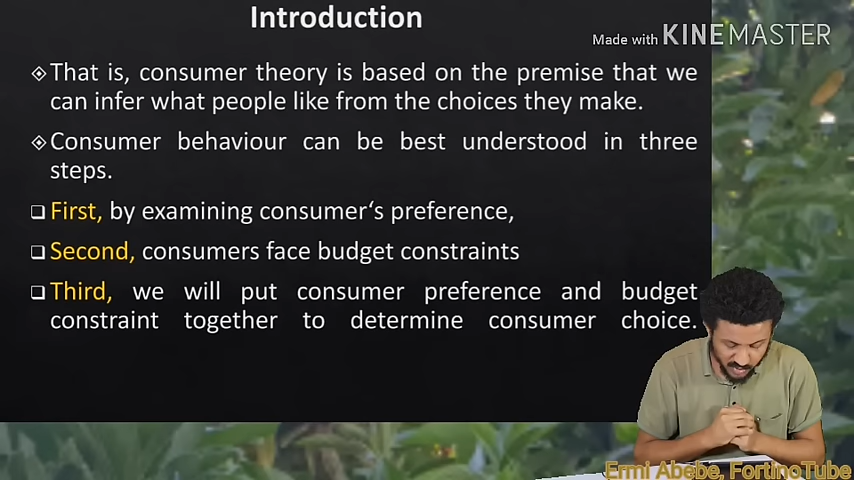 Introduction
Made with KINEMASTER
That is, consumer theory is based on the premise that we
can infer what people like from the choices they make.
Consumer behaviour can be best understood in three
steps.
First, by examining consumer‘s preference,
Second, consumers face budget constraints
Third, we will put consumer preference and budget
constraint together to determine consumer choice.
Ermi Abebe, FortinoTube